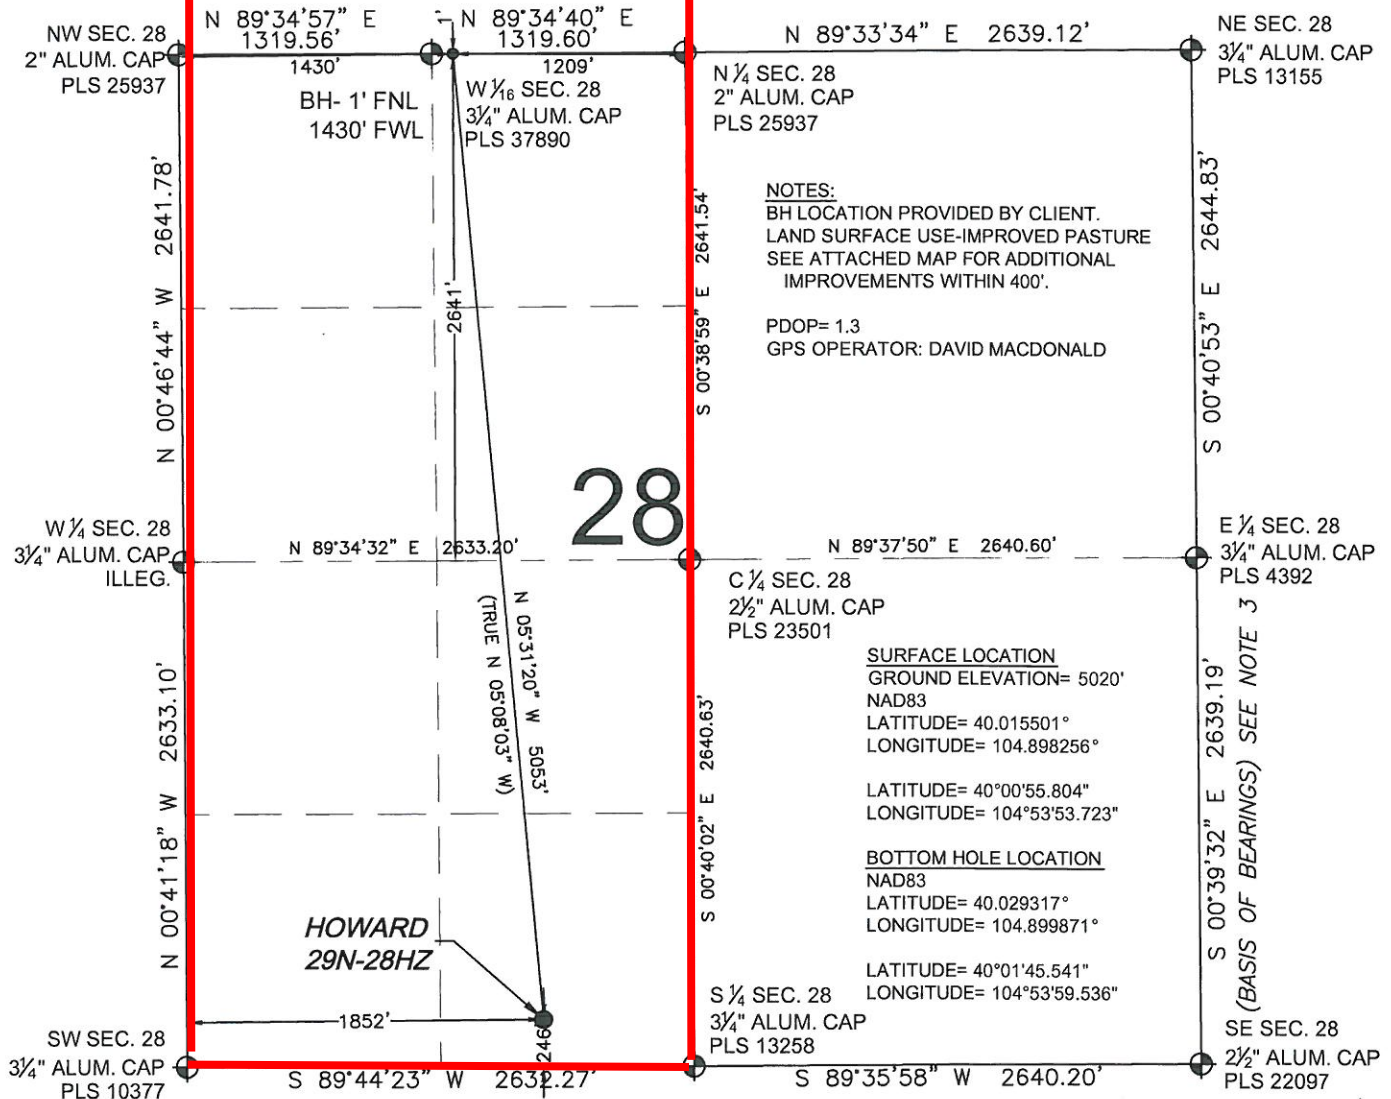 N 89°34'57" E
1319.56'
1430'
1'
N 89°34'40" E
1319.60'
1209'
N 89°33'34" E 2639.12'
NW SEC. 28
2" ALUM. CAP
PLS 25937
BH- 1' FNL
1430' FWL
W 1/16 SEC. 28
3¼" ALUM. CAP
PLS 37890
N ¼ SEC. 28
2" ALUM. CAP
PLS 25937
NE SEC. 28
3¼" ALUM. CAP
PLS 13155
N 00°46'44" W 2641.78'
2641'
S 00°38'59" E 2641.54'
NOTES:
BH LOCATION PROVIDED BY CLIENT.
LAND SURFACE USE-IMPROVED PASTURE
SEE ATTACHED MAP FOR ADDITIONAL
IMPROVEMENTS WITHIN 400'.
PDOP= 1.3
GPS OPERATOR: DAVID MACDONALD
S 00°40'53" E 2644.83'
28
W ¼ SEC. 28
3¼" ALUM. CAP
ILLEG.
N 89°34'32" E 2633.20'
N 89°37'50" E 2640.60'
C ¼ SEC. 28
2½" ALUM. CAP
PLS 23501
E ¼ SEC. 28
3¼" ALUM. CAP
PLS 4392
N 00°41'18" W 2633.10'
N 05°31'20" W 5053'
(TRUE N 05°08'03" W)
S 00°40'02" E 2640.63'
SURFACE LOCATION
GROUND ELEVATION= 5020'
NAD83
LATITUDE= 40.015501°
LONGITUDE= 104.898256°
LATITUDE= 40°00'55.804"
LONGITUDE= 104°53'53.723"
BOTTOM HOLE LOCATION
NAD83
LATITUDE= 40.029317°
LONGITUDE= 104.899871°
LATITUDE= 40°01'45.541"
LONGITUDE= 104°53'59.536"
S 00°39'32" E 2639.19'
(BASIS OF BEARINGS) SEE NOTE 3
HOWARD
29N-28HZ
1852'
246'
SW SEC. 28
3¼" ALUM. CAP
PLS 10377
S 89°44'23" W 2632.27'
S ¼ SEC. 28
3¼" ALUM. CAP
PLS 13258
S 89°35'58" W 2640.20'
SE SEC. 28
2½" ALUM. CAP
PLS 22097